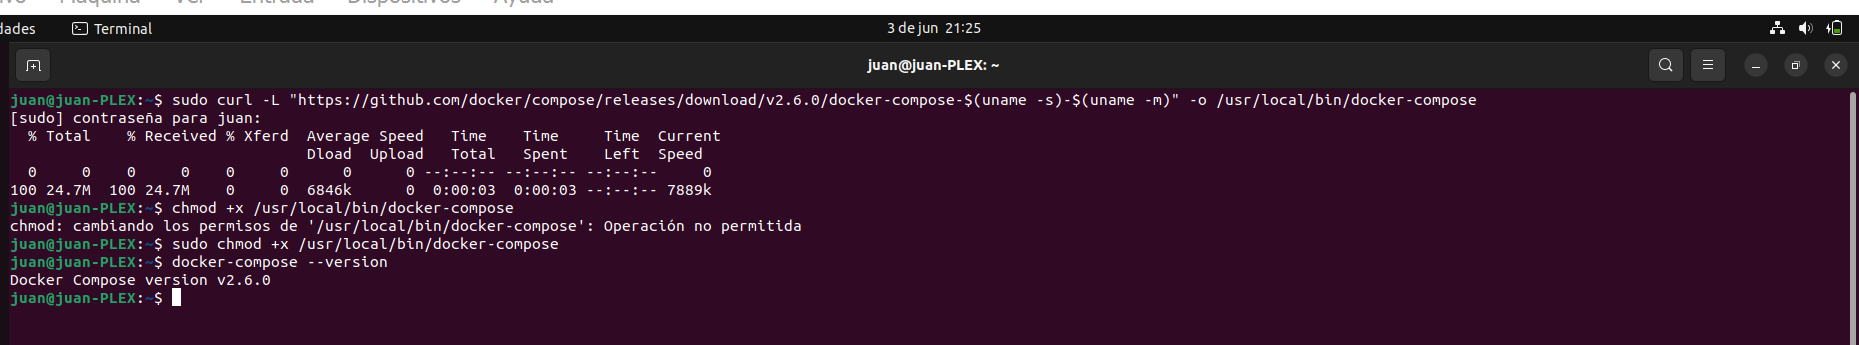 Máquina Ver Entrada Dispositivos Ayuda
dades Terminal 3 de jun 21:25
juan@juan-PLEX: ~
juan@juan-PLEX:~$ sudo curl -L "https://github.com/docker/compose/releases/download/v2.6.0/docker-compose-$(uname -s)-$(uname -m)" -o /usr/local/bin/docker-compose
[sudo] contraseña para juan:
% Total % Received % Xferd Average Speed Time Time Time Current
Dload Upload Total Spent Left Speed
0 0 0 0 0 0 0 0 --:--:-- --:--:-- --:--:-- 0
100 24.7M 100 24.7M 0 0 6846k 0 0:00:03 0:00:03 --:--:-- 7889k
juan@juan-PLEX:~$ chmod +x /usr/local/bin/docker-compose
chmod: cambiando los permisos de '/usr/local/bin/docker-compose': Operación no permitida
juan@juan-PLEX:~$ sudo chmod +x /usr/local/bin/docker-compose
juan@juan-PLEX:~$ docker-compose --version
Docker Compose version v2.6.0
juan@juan-PLEX:~$